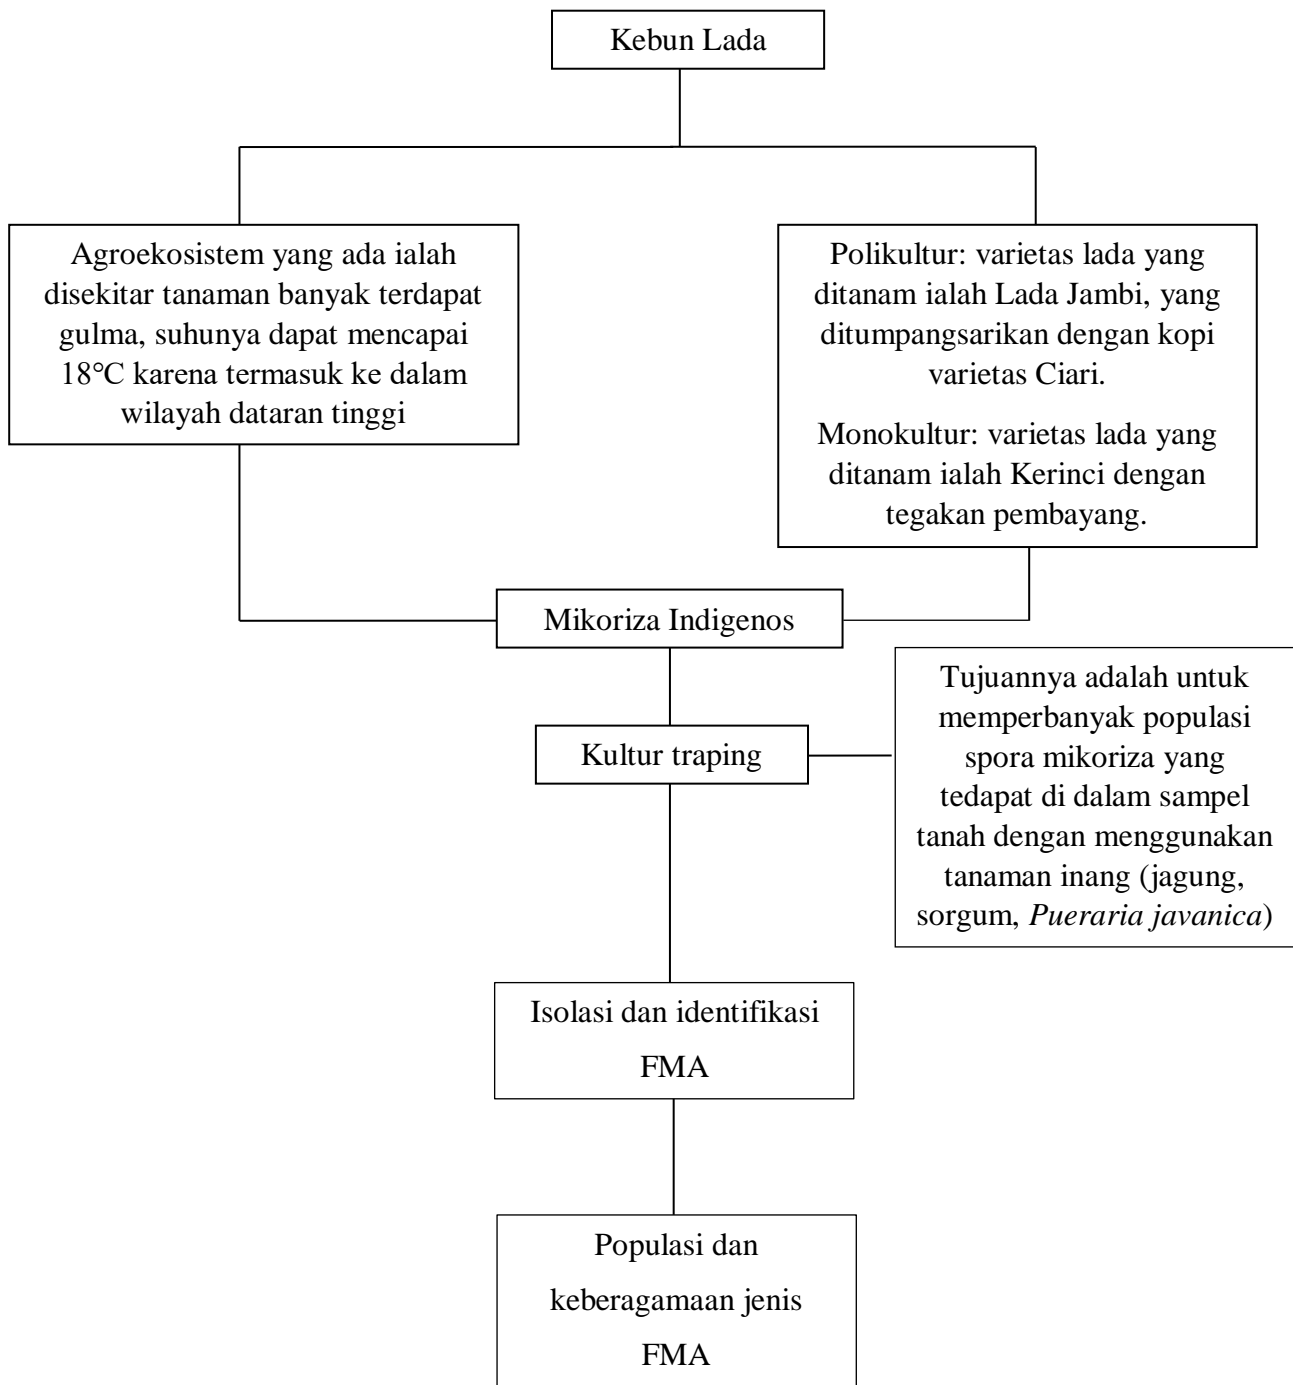 Kebun Lada
Agroekosistem yang ada ialah
disekitar tanaman banyak terdapat
gulma, suhunya dapat mencapai
18°C karena termasuk ke dalam
wilayah dataran tinggi
Polikultur: varietas lada yang
ditanam ialah Lada Jambi, yang
ditumpangsarikan dengan kopi
varietas Ciari.
Monokultur: varietas lada yang
ditanam ialah Kerinci dengan
tegakan pembayang.
Mikoriza Indigenos
Kultur traping
Tujuannya adalah untuk
memperbanyak populasi
spora mikoriza yang
tedapat di dalam sampel
tanah dengan menggunakan
tanaman inang (jagung,
sorgum, Pueraria javanica)
Isolasi dan identifikasi
FMA
Populasi dan
keberagamaan jenis
FMA